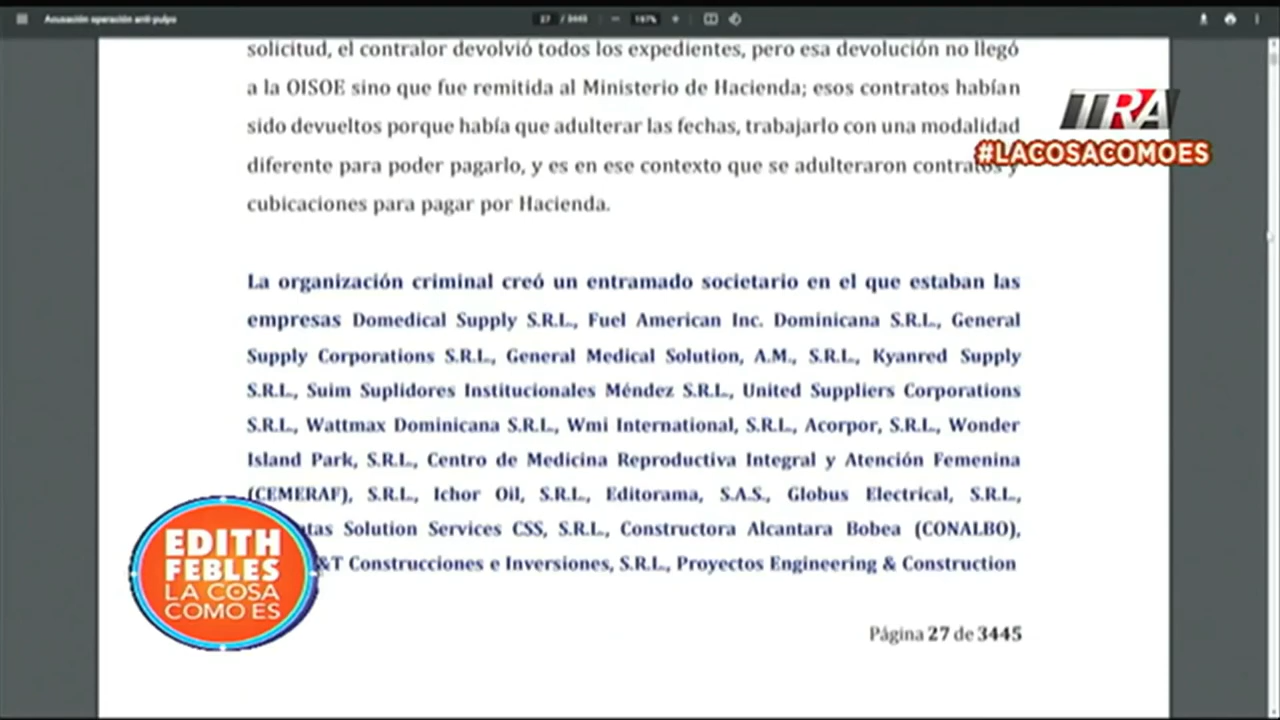 Acusación operación anti-pulpo
27 / 3445
197%
solicitud, el contralor devolvió todos los expedientes, pero esa devolución no llegó
a la OISOE sino que fue remitida al Ministerio de Hacienda; esos contratos habían
sido devueltos porque había que adulterar las fechas, trabajarlo con una modalidad
diferente para poder pagarlo, y es en ese contexto que se adulteraron contratos y
cubicaciones para pagar por Hacienda.
TRA
#LACOSACOMOES
La organización criminal creó un entramado societario en el que estaban las
empresas Domedical Supply S.R.L., Fuel American Inc. Dominicana S.R.L., General
Supply Corporations S.R.L., General Medical Solution, A.M., S.R.L., Kyanred Supply
S.R.L., Suim Suplidores Institucionales Méndez S.R.L., United Suppliers Corporations
S.R.L., Wattmax Dominicana S.R.L., Wmi International, S.R.L., Acorpor, S.R.L., Wonder
Island Park, S.R.L., Centro de Medicina Reproductiva Integral y Atención Femenina
(CEMERAF), S.R.L., Ichor Oil, S.R.L., Editorama, S.A.S., Globus Electrical, S.R.L.,
tas Solution Services CSS, S.R.L., Constructora Alcantara Bobea (CONALBO),
&T Construcciones e Inversiones, S.R.L., Proyectos Engineering & Construction
EDITH
FEBLES
LA COSA
COMO ES
Página 27 de 3445